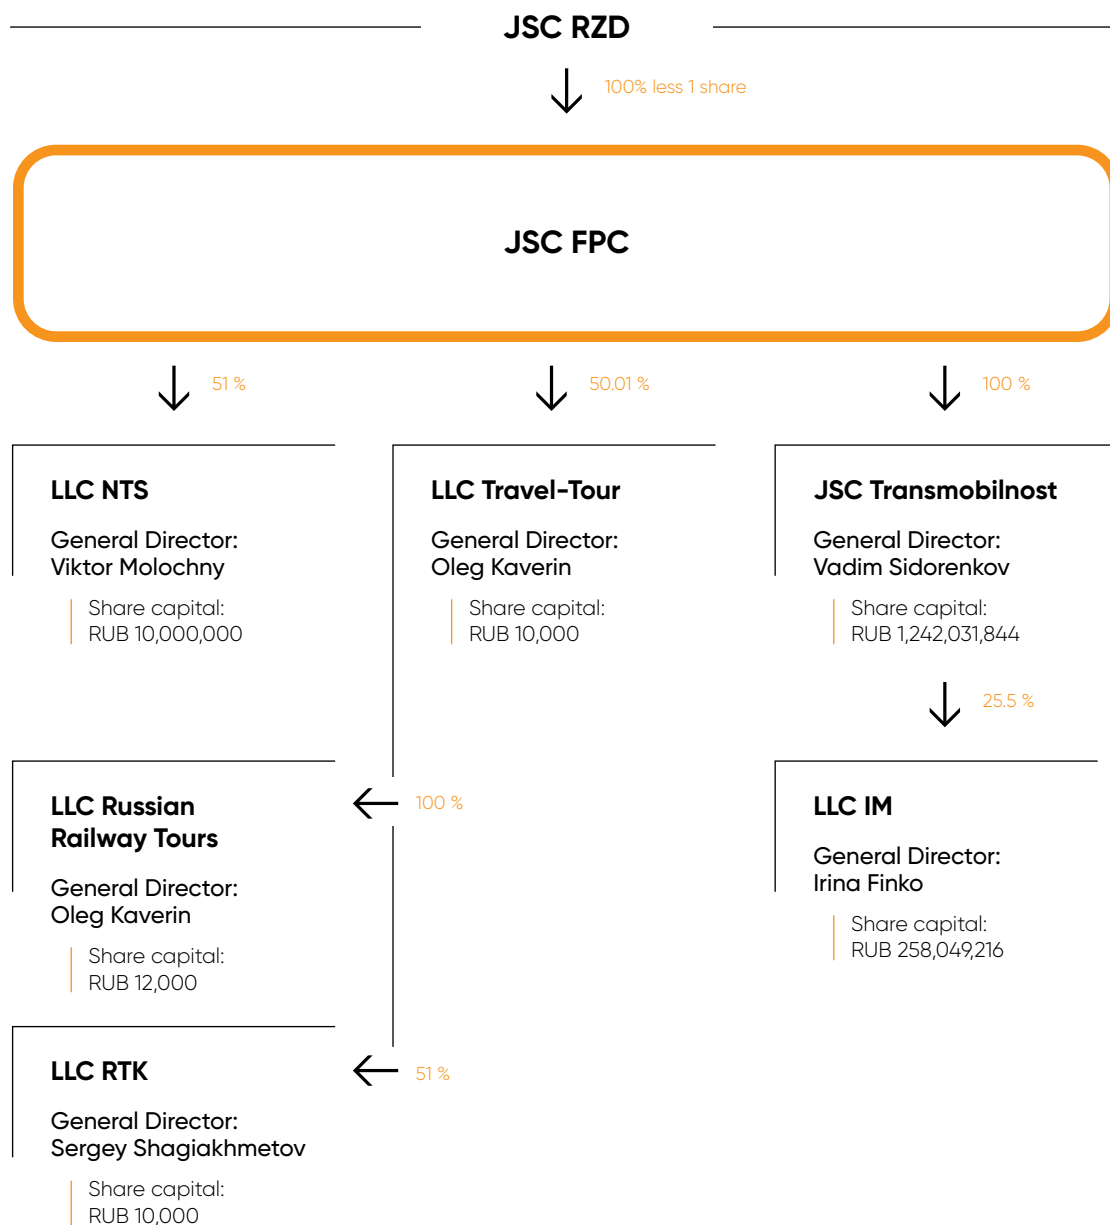 JSC RZD
100% less 1 share
JSC FPC
51 %
50.01 %
100 %
LLC NTS
General Director:
Viktor Molochny
Share capital:
RUB 10,000,000
LLC Travel-Tour
General Director:
Oleg Kaverin
Share capital:
RUB 10,000
JSC Transmobilnost
General Director:
Vadim Sidorenkov
Share capital:
RUB 1,242,031,844
25.5 %
LLC Russian
Railway Tours
General Director:
Oleg Kaverin
Share capital:
RUB 12,000
100 %
LLC IM
General Director:
Irina Finko
Share capital:
RUB 258,049,216
LLC RTK
General Director:
Sergey Shagiakhmetov
Share capital:
RUB 10,000
51 %